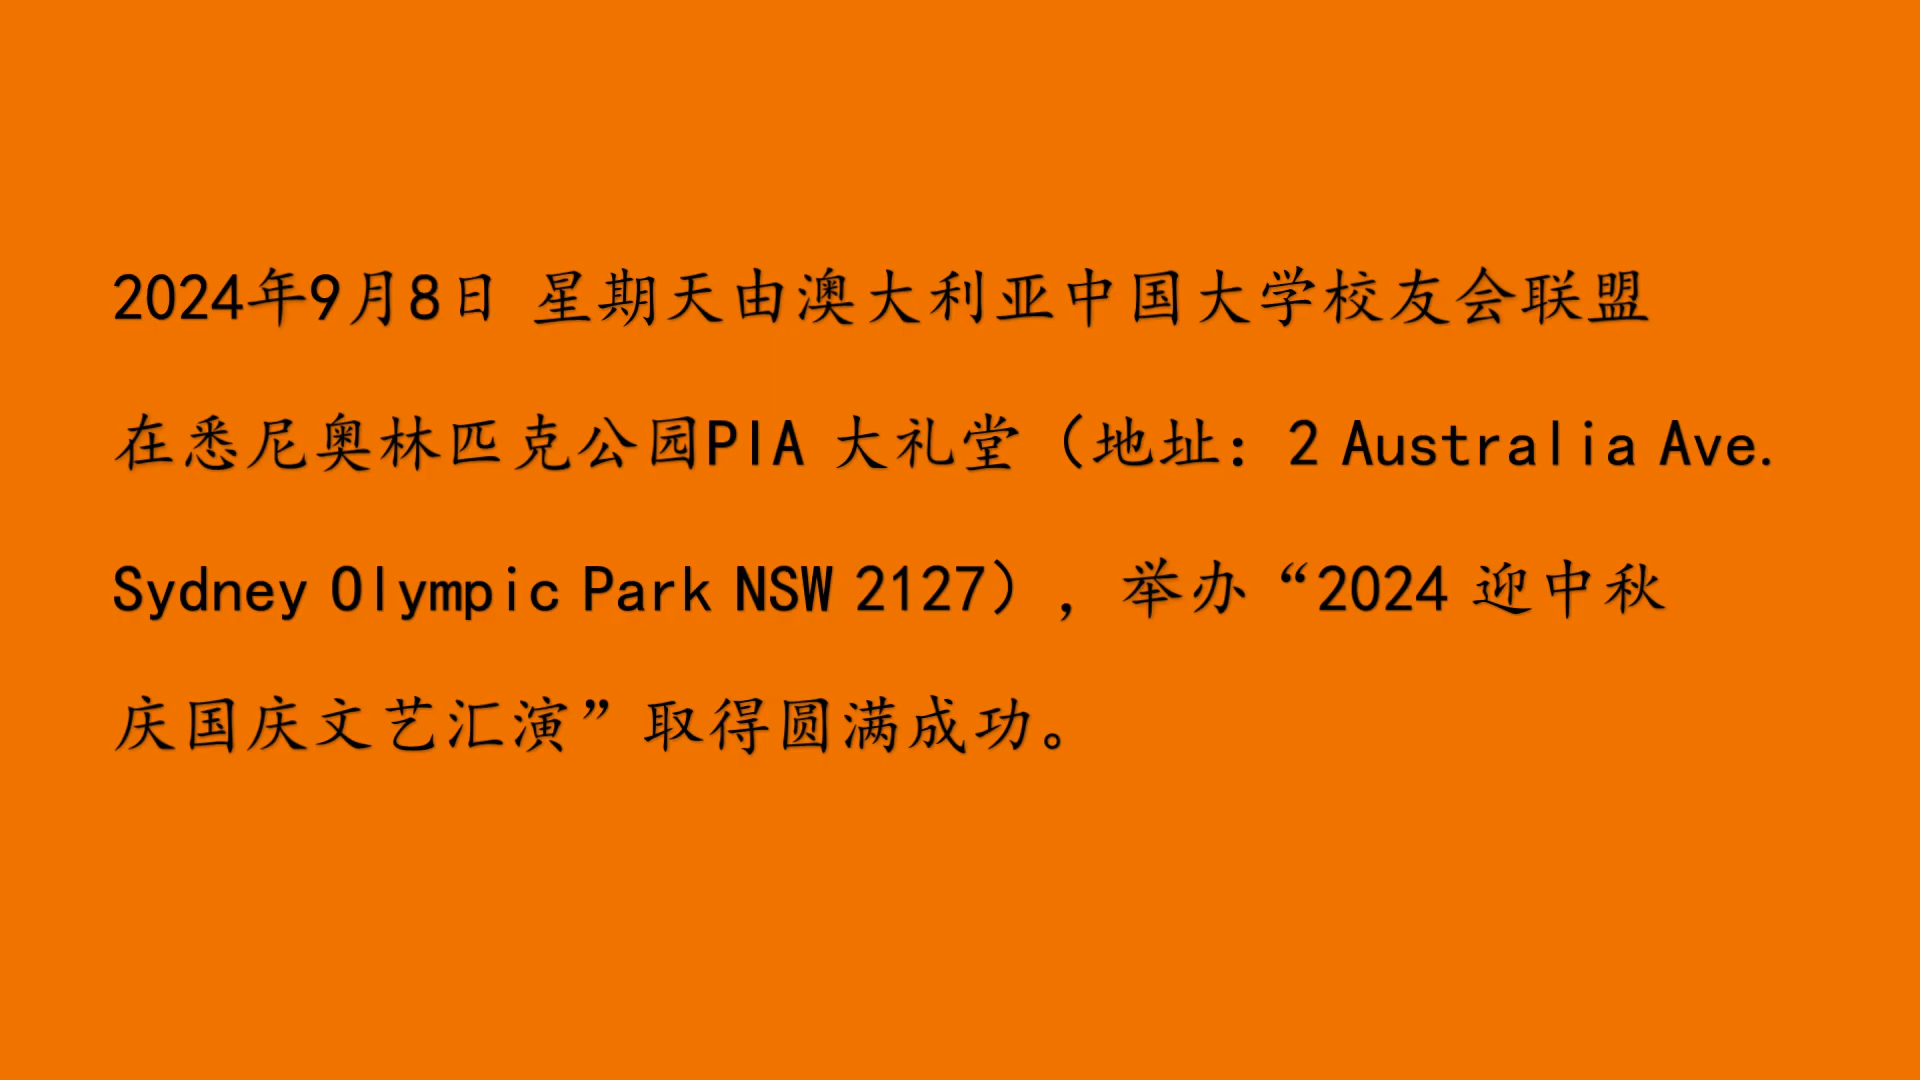 2024年9月8日 星期天由澳大利亚中国大学校友会联盟
在悉尼奥林匹克公园PIA 大礼堂（地址：2 Australia Ave.
Sydney Olympic Park NSW 2127），举办“2024 迎中秋
庆国庆文艺汇演”取得圆满成功。